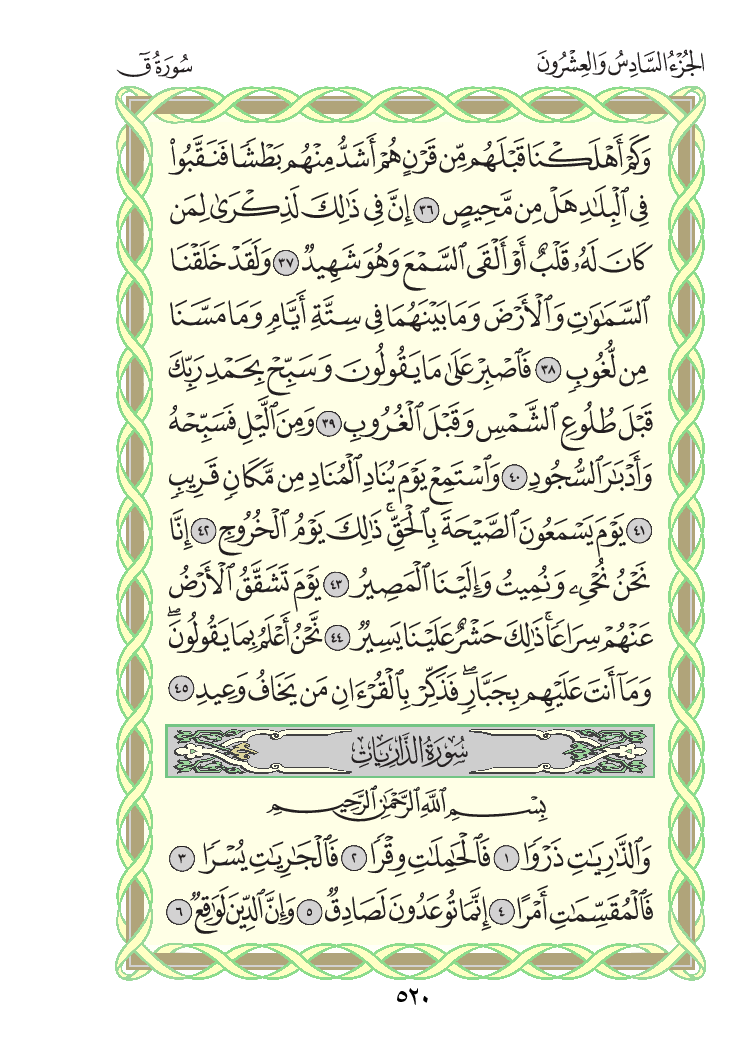 الجُزْءُ السَّادِسُ وَالعِشْرُونَ
سُورَةُ قٓ
وَكَمْ أَهْلَكْنَا قَبْلَهُم مِّن قَرْنٍ هُمْ أَشَدُّ مِنْهُم بَطْشًا فَنَقَّبُوا۟
فِى ٱلْبِلَـٰدِ هَلْ مِن مَّحِيصٍ ٣٦ إِنَّ فِى ذَٰلِكَ لَذِكْرَىٰ لِمَن
كَانَ لَهُۥ قَلْبٌ أَوْ أَلْقَى ٱلسَّمْعَ وَهُوَ شَهِيدٌ ٣٧ وَلَقَدْ خَلَقْنَا
ٱلسَّمَـٰوَٰتِ وَٱلْأَرْضَ وَمَا بَيْنَهُمَا فِى سِتَّةِ أَيَّامٍ وَمَا مَسَّنَا
مِن لُّغُوبٍ ٣٨ فَٱصْبِرْ عَلَىٰ مَا يَقُولُونَ وَسَبِّحْ بِحَمْدِ رَبِّكَ
قَبْلَ طُلُوعِ ٱلشَّمْسِ وَقَبْلَ ٱلْغُرُوبِ ٣٩ وَمِنَ ٱلَّيْلِ فَسَبِّحْهُ
وَأَدْبَـٰرَ ٱلسُّجُودِ ٤٠ وَٱسْتَمِعْ يَوْمَ يُنَادِ ٱلْمُنَادِ مِن مَّكَانٍ قَرِيبٍ
٤١ يَوْمَ يَسْمَعُونَ ٱلصَّيْحَةَ بِٱلْحَقِّ ۚ ذَٰلِكَ يَوْمُ ٱلْخُرُوجِ ٤٢ إِنَّا
نَحْنُ نُحْىِۦ وَنُمِيتُ وَإِلَيْنَا ٱلْمَصِيرُ ٤٣ يَوْمَ تَشَقَّقُ ٱلْأَرْضُ
عَنْهُمْ سِرَاعًا ۚ ذَٰلِكَ حَشْرٌ عَلَيْنَا يَسِيرٌ ٤٤ نَّحْنُ أَعْلَمُ بِمَا يَقُولُونَ ۖ
وَمَآ أَنتَ عَلَيْهِم بِجَبَّارٍ ۖ فَذَكِّرْ بِٱلْقُرْءَانِ مَن يَخَافُ وَعِيدِ ٤٥
سُورَةُ الذَّارِيَاتِ
بِسْمِ ٱللَّهِ ٱلرَّحْمَـٰنِ ٱلرَّحِيمِ
وَٱلذَّٰرِيَـٰتِ ذَرْوًا ١ فَٱلْحَـٰمِلَـٰتِ وِقْرًا ٢ فَٱلْجَـٰرِيَـٰتِ يُسْرًا ٣
فَٱلْمُقَسِّمَـٰتِ أَمْرًا ٤ إِنَّمَا تُوعَدُونَ لَصَادِقٌ ٥ وَإِنَّ ٱلدِّينَ لَوَٰقِعٌ ٦
٥٢٠